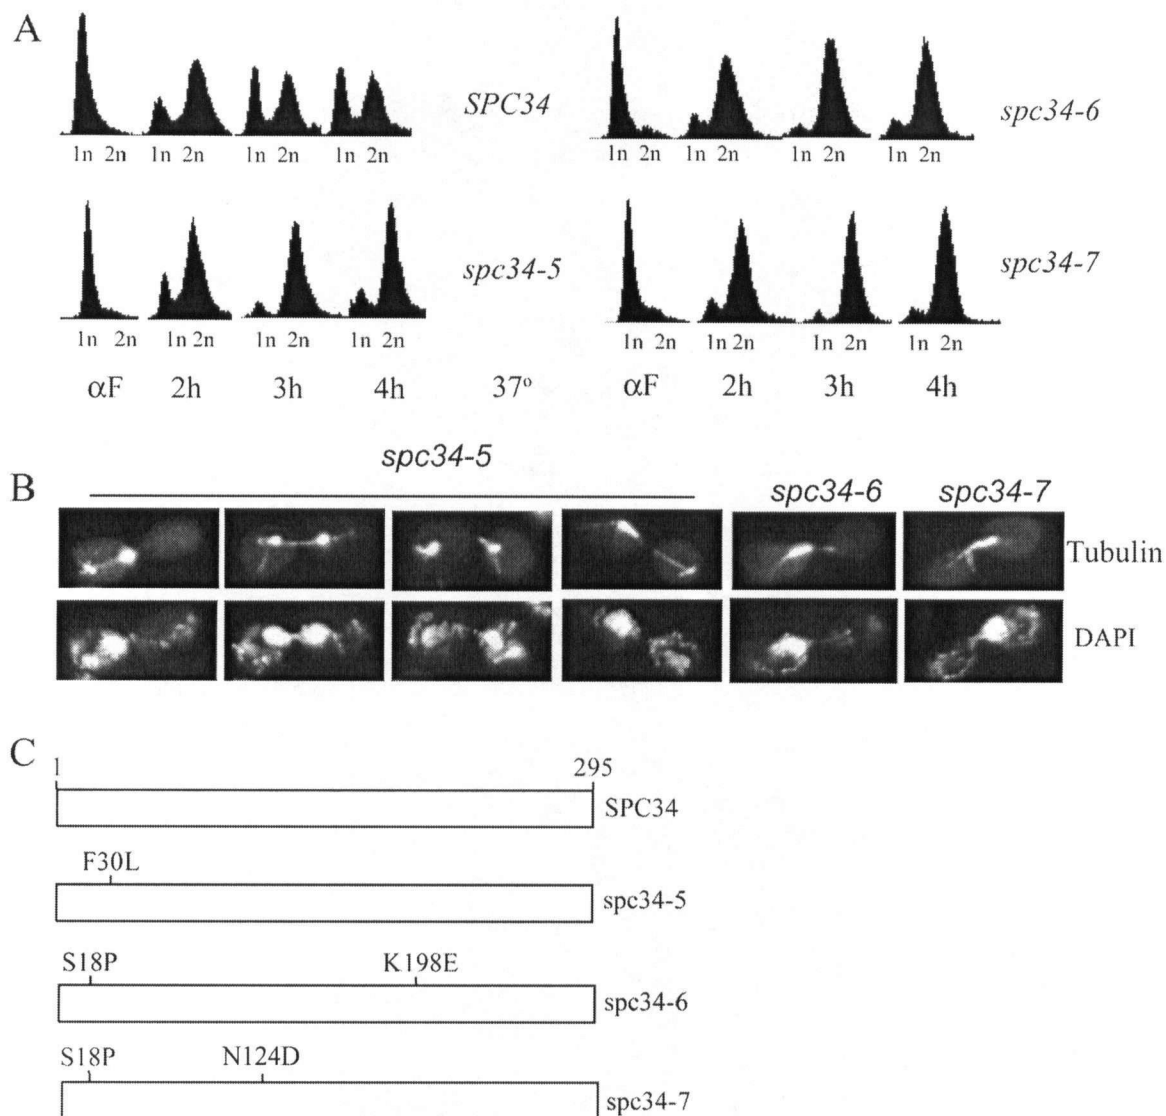 A
SPC34
spc34-6
1n 2n 1n 2n 1n 2n 1n 2n
1n 2n 1n 2n 1n 2n 1n 2n
spc34-5
spc34-7
1n 2n 1n 2n 1n 2n 1n 2n
1n 2n 1n 2n 1n 2n 1n 2n
αF 2h 3h 4h 37° αF 2h 3h 4h
B
spc34-5
spc34-6
spc34-7
Tubulin
DAPI
C
1 295
SPC34
F30L
spc34-5
S18P K198E
spc34-6
S18P N124D
spc34-7